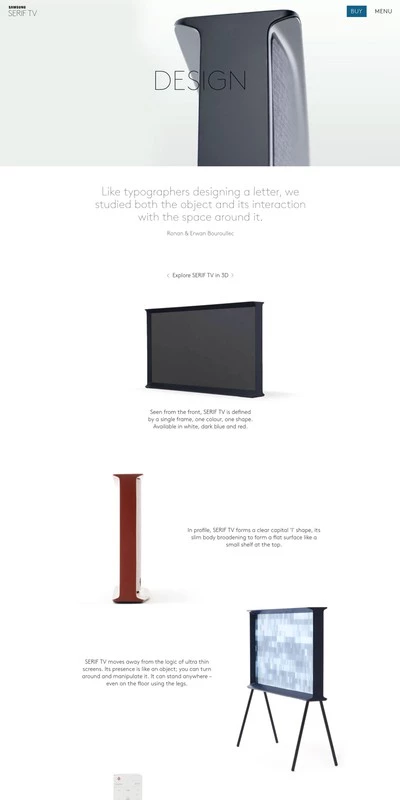 SAMSUNG
SERIF TV
BUY
MENU
DESIGN
Like typographers designing a letter, we
studied both the object and its interaction
with the space around it.
Ronan & Erwan Bouroullec
‹ Explore SERIF TV in 3D ›
Seen from the front, SERIF TV is defined
by a single frame, one colour, one shape.
Available in white, dark blue and red.
In profile, SERIF TV forms a clear capital 'I' shape, its
slim body broadening to form a flat surface like a
small shelf at the top.
SERIF TV moves away from the logic of ultra thin
screens. Its presence is like an object; you can turn
around and manipulate it. It can stand anywhere –
even on the floor using the legs.